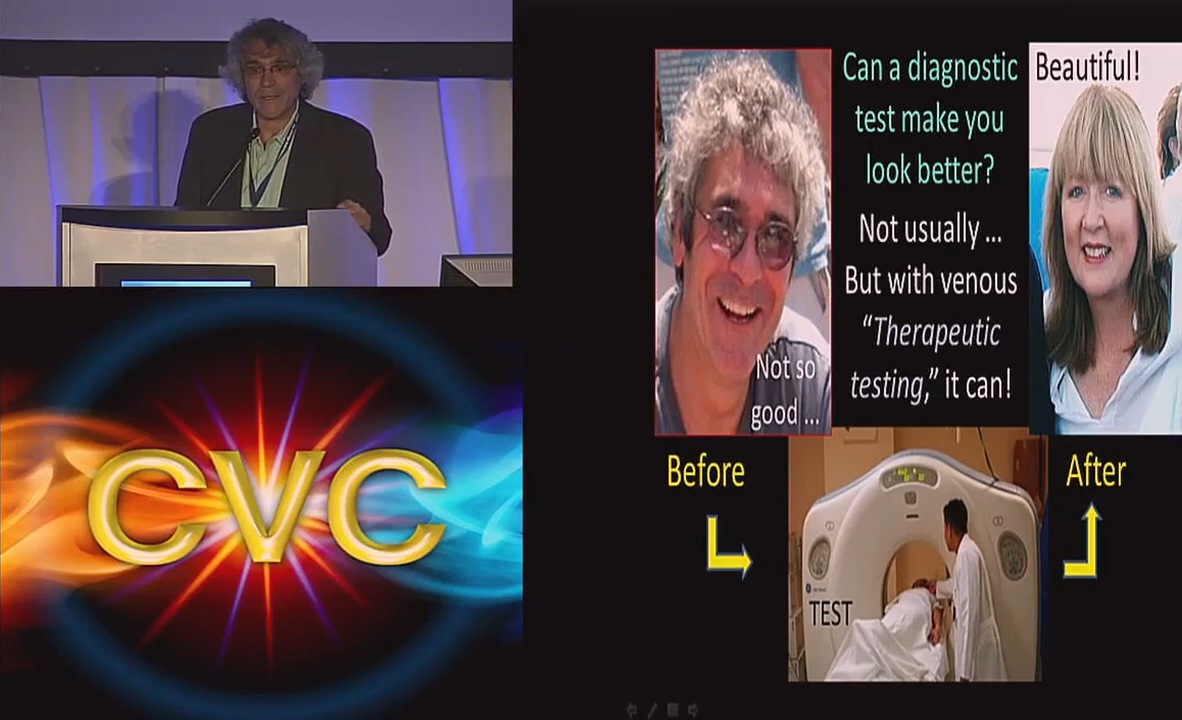 CVC
Can a diagnostic
test make you
look better?
Not usually ...
But with venous
“Therapeutic
testing,” it can!
Not so
good ...
Beautiful!
Before
After
TEST